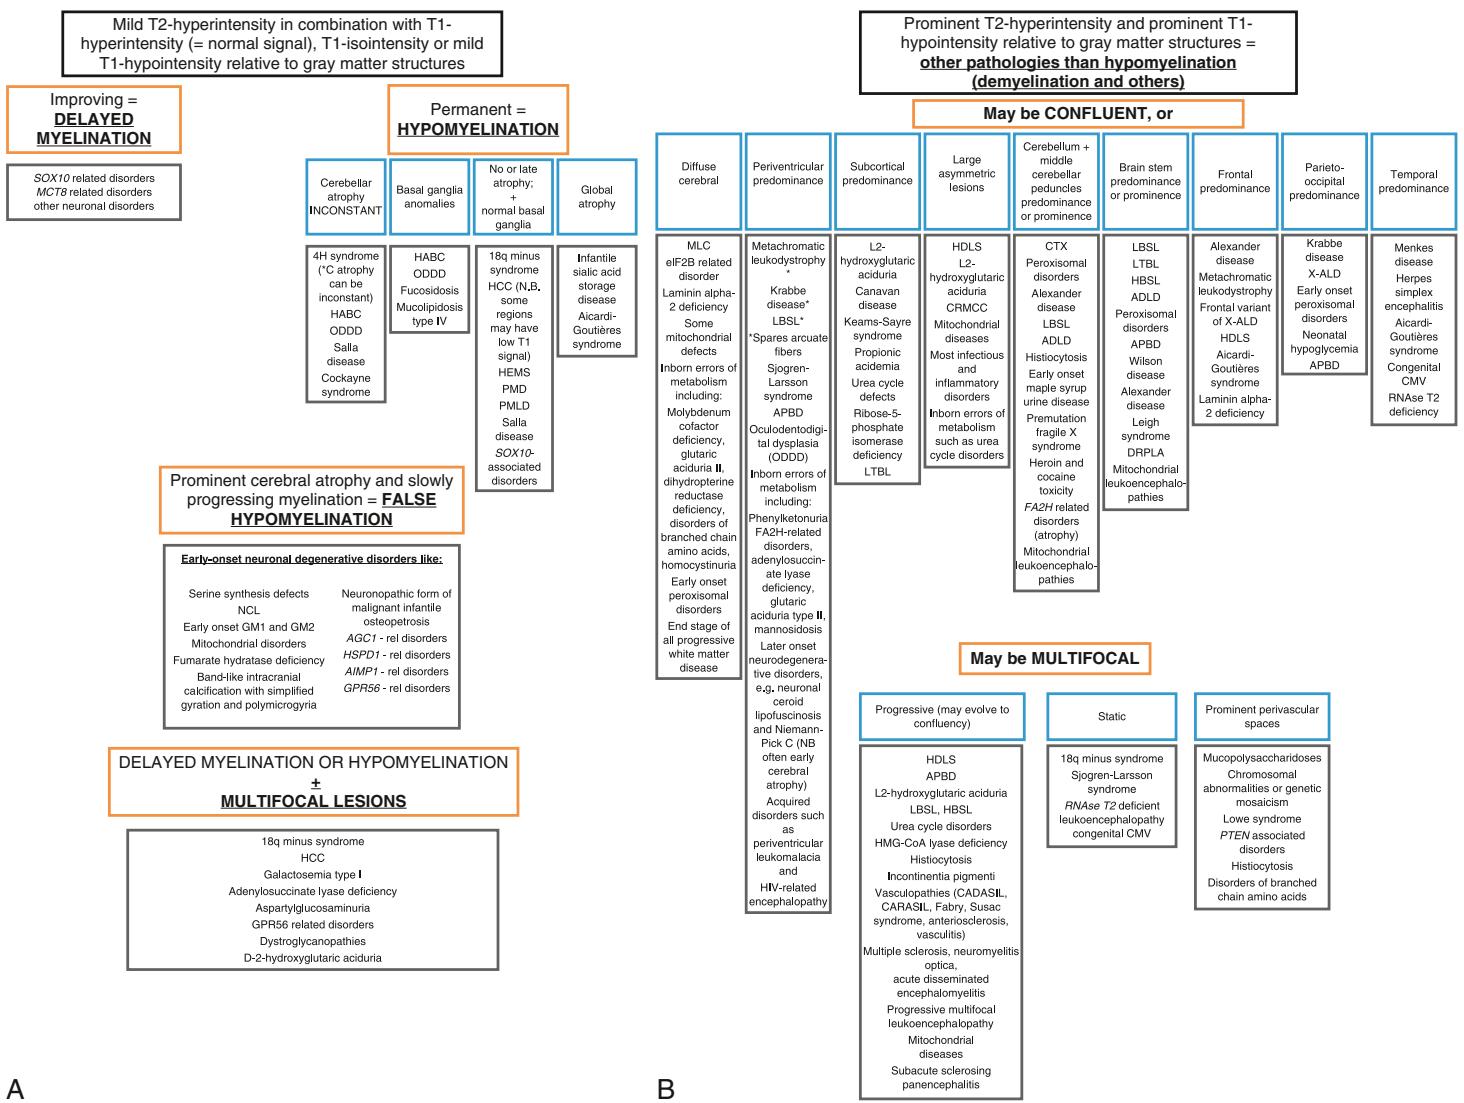 Mild T2-hyperintensity in combination with T1-
hyperintensity (= normal signal), T1-isointensity or mild
T1-hypointensity relative to gray matter structures
Improving =
DELAYED
MYELINATION
SOX10 related disorders
MCT8 related disorders
other neuronal disorders
Permanent =
HYPOMYELINATION
Cerebellar
atrophy
INCONSTANT
4H syndrome
(*C atrophy
can be
inconstant)
HABC
ODDD
Salla
disease
Cockayne
syndrome
Basal ganglia
anomalies
HABC
ODDD
Fucosidosis
Mucolipidosis
type IV
No or late
atrophy;
+
normal basal
ganglia
18q minus
syndrome
HCC (N.B.
some
regions
may have
low T1
signal)
HEMS
PMD
PMLD
Salla
disease
SOX10-
associated
disorders
Global
atrophy
Infantile
sialic acid
storage
disease
Aicardi-
Goutières
syndrome
Prominent cerebral atrophy and slowly
progressing myelination = FALSE
HYPOMYELINATION
Early-onset neuronal degenerative disorders like:
Serine synthesis defects
NCL
Early onset GM1 and GM2
Mitochondrial disorders
Fumarate hydratase deficiency
Band-like intracranial
calcification with simplified
gyration and polymicrogyria
Neuronopathic form of
malignant infantile
osteopetrosis
AGC1 - rel disorders
HSPD1 - rel disorders
AIMP1 - rel disorders
GPR56 - rel disorders
DELAYED MYELINATION OR HYPOMYELINATION
+
MULTIFOCAL LESIONS
18q minus syndrome
HCC
Galactosemia type I
Adenylosuccinate lyase deficiency
Aspartylglucosaminuria
GPR56 related disorders
Dystroglycanopathies
D-2-hydroxyglutaric aciduria
A
Prominent T2-hyperintensity and prominent T1-
hypointensity relative to gray matter structures =
other pathologies than hypomyelination
(demyelination and others)
May be CONFLUENT, or
Diffuse
cerebral
MLC
eIF2B related
disorder
Laminin alpha-
2 deficiency
Some
mitochondrial
defects
Inborn errors of
metabolism
including:
Molybdenum
cofactor
deficiency,
glutaric
aciduria II,
dihydropterine
reductase
deficiency,
disorders of
branched chain
amino acids,
homocystinuria
Early onset
peroxisomal
disorders
End stage of
all progressive
white matter
disease
Periventricular
predominance
Metachromatic
leukodystrophy
*
Krabbe
disease*
LBSL*
*Spares arcuate
fibers
Sjogren-
Larsson
syndrome
APBD
Oculodentodigi-
tal dysplasia
(ODDD)
Inborn errors of
metabolism
including:
Phenylketonuria
FA2H-related
disorders,
adenylosuccin-
ate lyase
deficiency,
glutaric
aciduria type II,
mannosidosis
Later onset
neurodegenera-
tive disorders,
e.g. neuronal
ceroid
lipofuscinosis
and Niemann-
Pick C (NB
often early
cerebral
atrophy)
Acquired
disorders such
as
periventricular
leukomalacia
and
HIV-related
encephalopathy
Subcortical
predominance
L2-
hydroxyglutaric
aciduria
Canavan
disease
Kearns-Sayre
syndrome
Propionic
acidemia
Urea cycle
defects
Ribose-5-
phosphate
isomerase
deficiency
LTBL
Large
asymmetric
lesions
HDLS
L2-
hydroxyglutaric
aciduria
CRMCC
Mitochondrial
diseases
Most infectious
and
inflammatory
disorders
Inborn errors of
metabolism
such as urea
cycle disorders
Cerebellum +
middle
cerebellar
peduncles
predominance
or prominence
CTX
Peroxisomal
disorders
Alexander
disease
LBSL
ADLD
Histiocytosis
Early onset
maple syrup
urine disease
Premutation
fragile X
syndrome
Heroin and
cocaine
toxicity
FA2H related
disorders
(atrophy)
Mitochondrial
leukoencephalo-
pathies
Brain stem
predominance
or prominence
LBSL
LTBL
HBSL
ADLD
Peroxisomal
disorders
APBD
Wilson
disease
Alexander
disease
Leigh
syndrome
DRPLA
Mitochondrial
leukoencephalo-
pathies
Frontal
predominance
Alexander
disease
Metachromatic
leukodystrophy
Frontal variant
of X-ALD
HDLS
Aicardi-
Goutières
syndrome
Laminin alpha-
2 deficiency
Parieto-
occipital
predominance
Krabbe
disease
X-ALD
Early onset
peroxisomal
disorders
Neonatal
hypoglycemia
APBD
Temporal
predominance
Menkes
disease
Herpes
simplex
encephalitis
Aicardi-
Goutières
syndrome
Congenital
CMV
RNAse T2
deficiency
May be MULTIFOCAL
Progressive (may evolve to
confluency)
HDLS
APBD
L2-hydroxyglutaric aciduria
LBSL, HBSL
Urea cycle disorders
HMG-CoA lyase deficiency
Histiocytosis
Incontinentia pigmenti
Vasculopathies (CADASIL,
CARASIL, Fabry, Susac
syndrome, anteriosclerosis,
vasculitis)
Multiple sclerosis, neuromyelitis
optica,
acute disseminated
encephalomyelitis
Progressive multifocal
leukoencephalopathy
Mitochondrial
diseases
Subacute sclerosing
panencephalitis
Static
18q minus syndrome
Sjogren-Larsson
syndrome
RNAse T2 deficient
leukoencephalopathy
congenital CMV
Prominent perivascular
spaces
Mucopolysaccharidoses
Chromosomal
abnormalities or genetic
mosaicism
Lowe syndrome
PTEN associated
disorders
Histiocytosis
Disorders of branched
chain amino acids
B